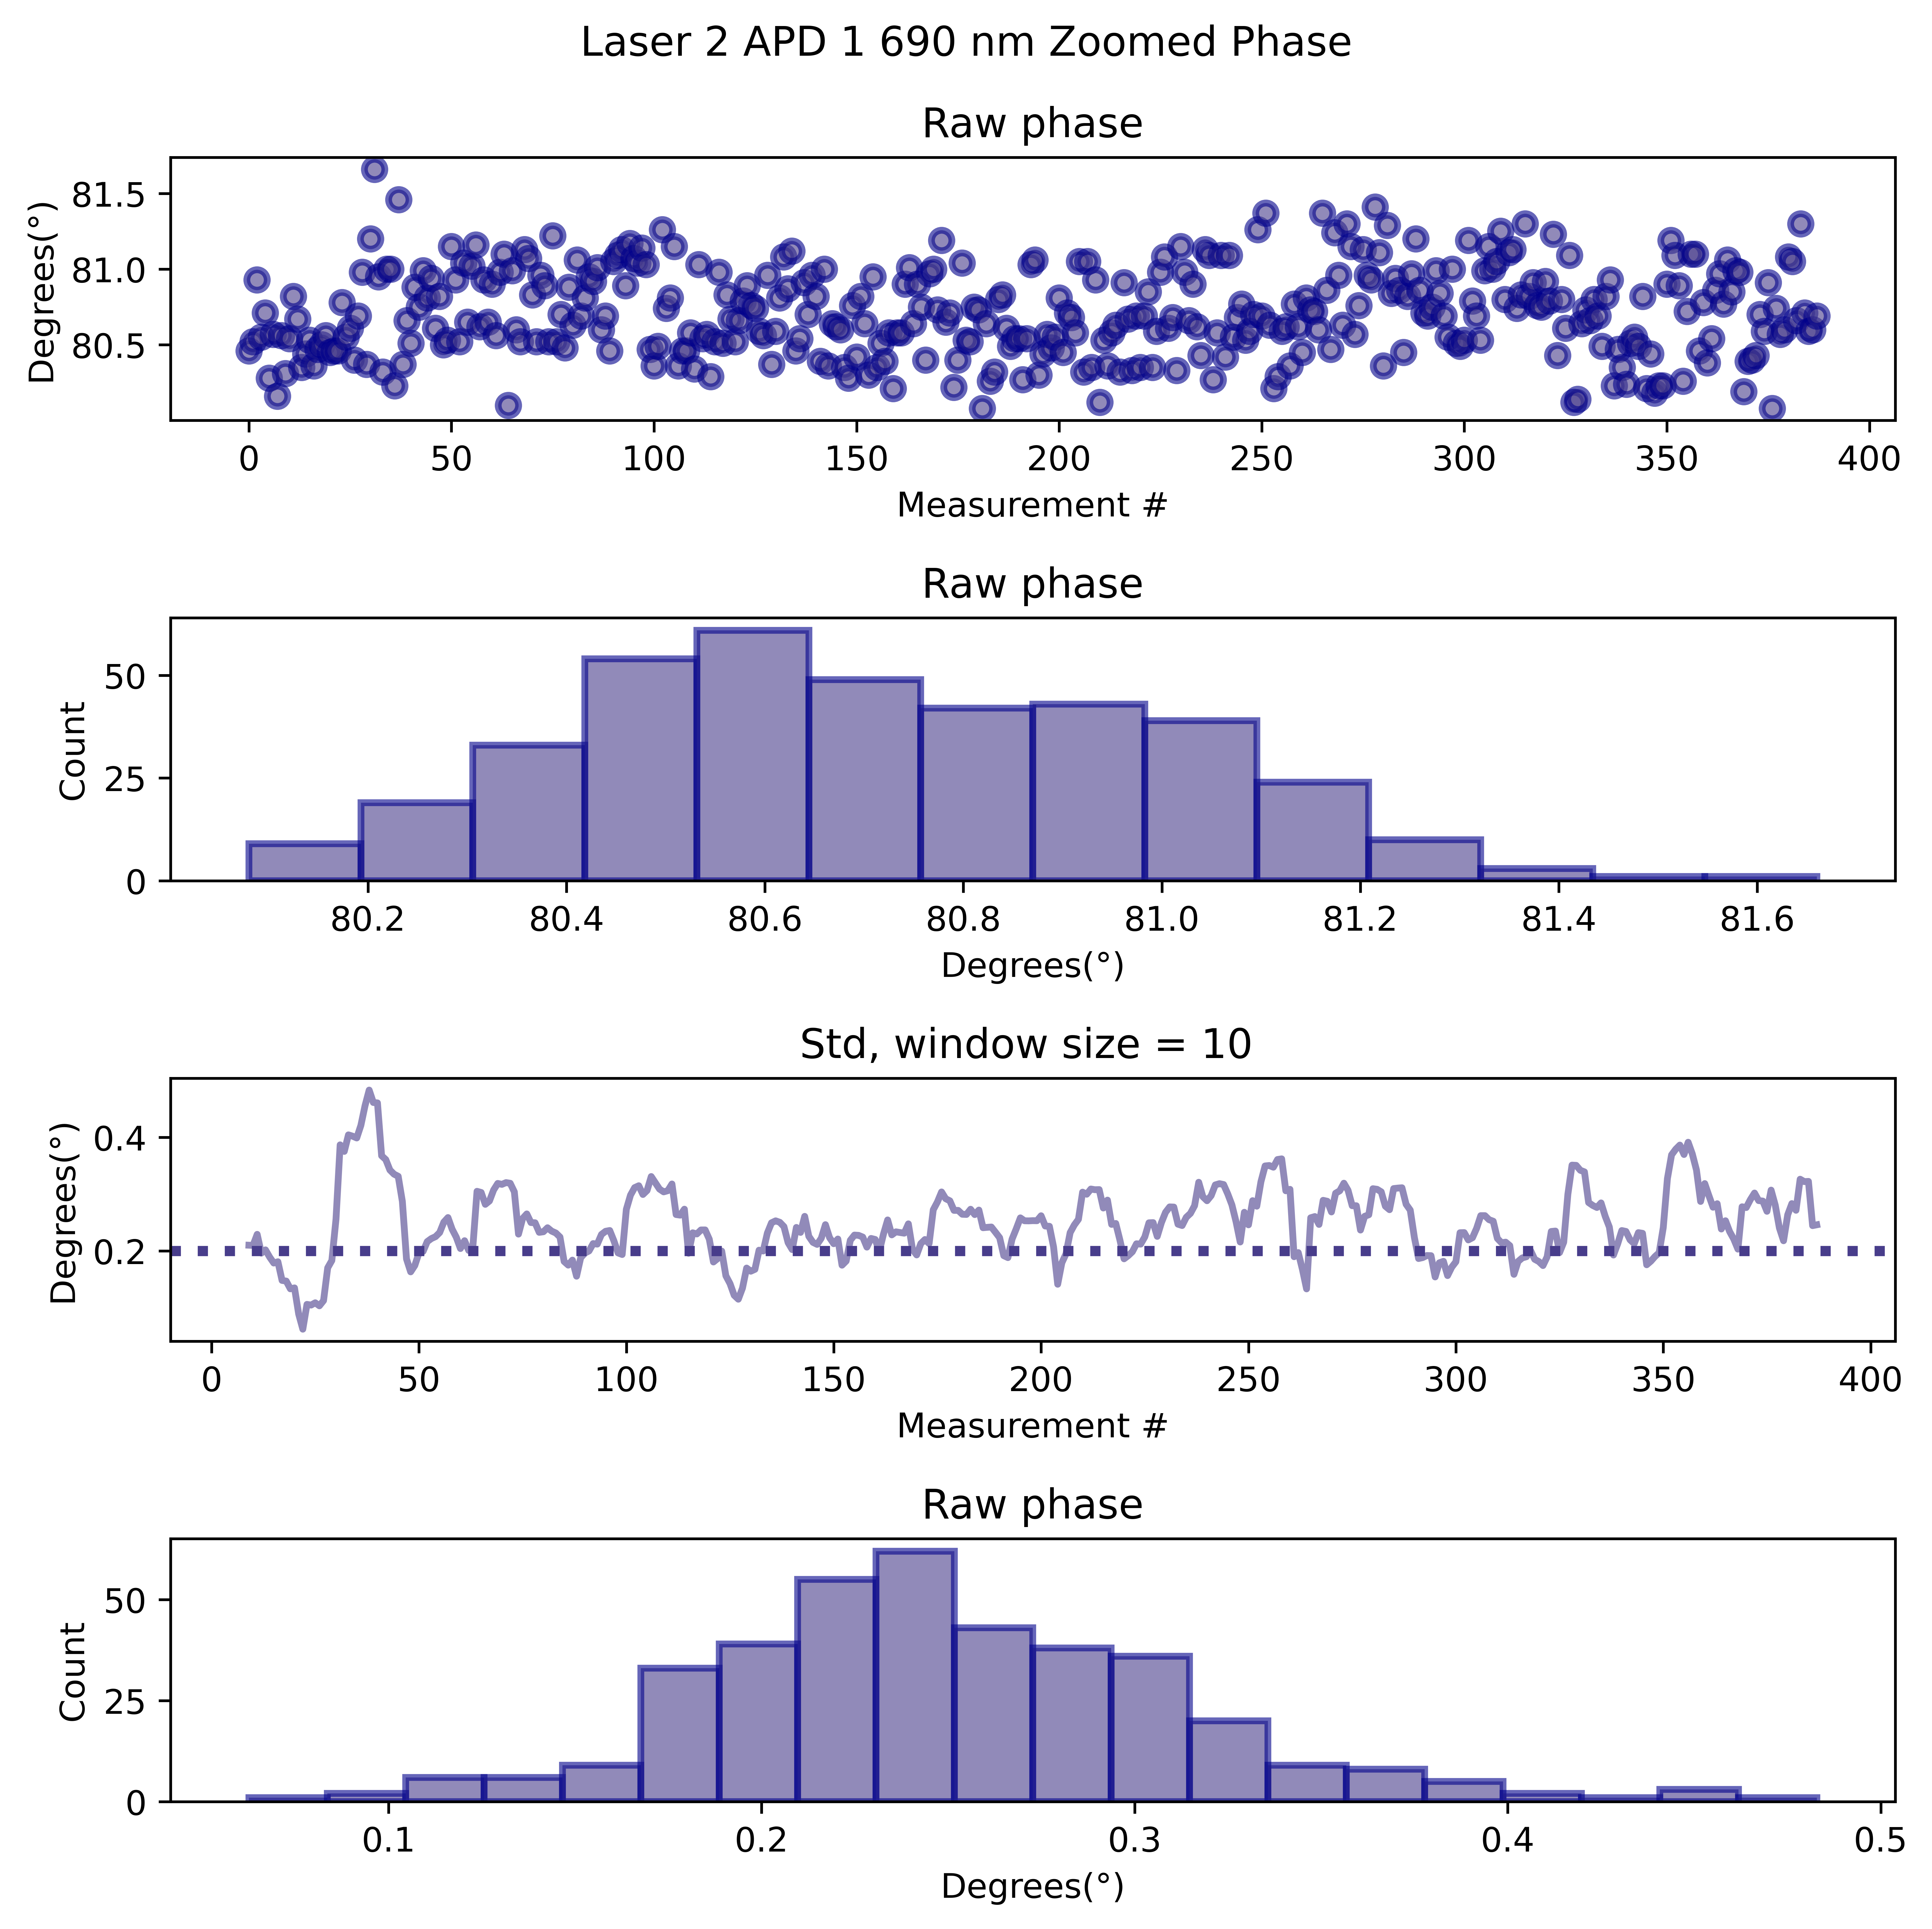 Laser 2 APD 1 690 nm Zoomed Phase
Raw phase
Degrees(°)
81.5
81.0
80.5
0 50 100 150 200 250 300 350 400
Measurement #
Raw phase
Count
50
25
0
80.2 80.4 80.6 80.8 81.0 81.2 81.4 81.6
Degrees(°)
Std, window size = 10
Degrees(°)
0.4
0.2
0 50 100 150 200 250 300 350 400
Measurement #
Raw phase
Count
50
25
0
0.1 0.2 0.3 0.4 0.5
Degrees(°)